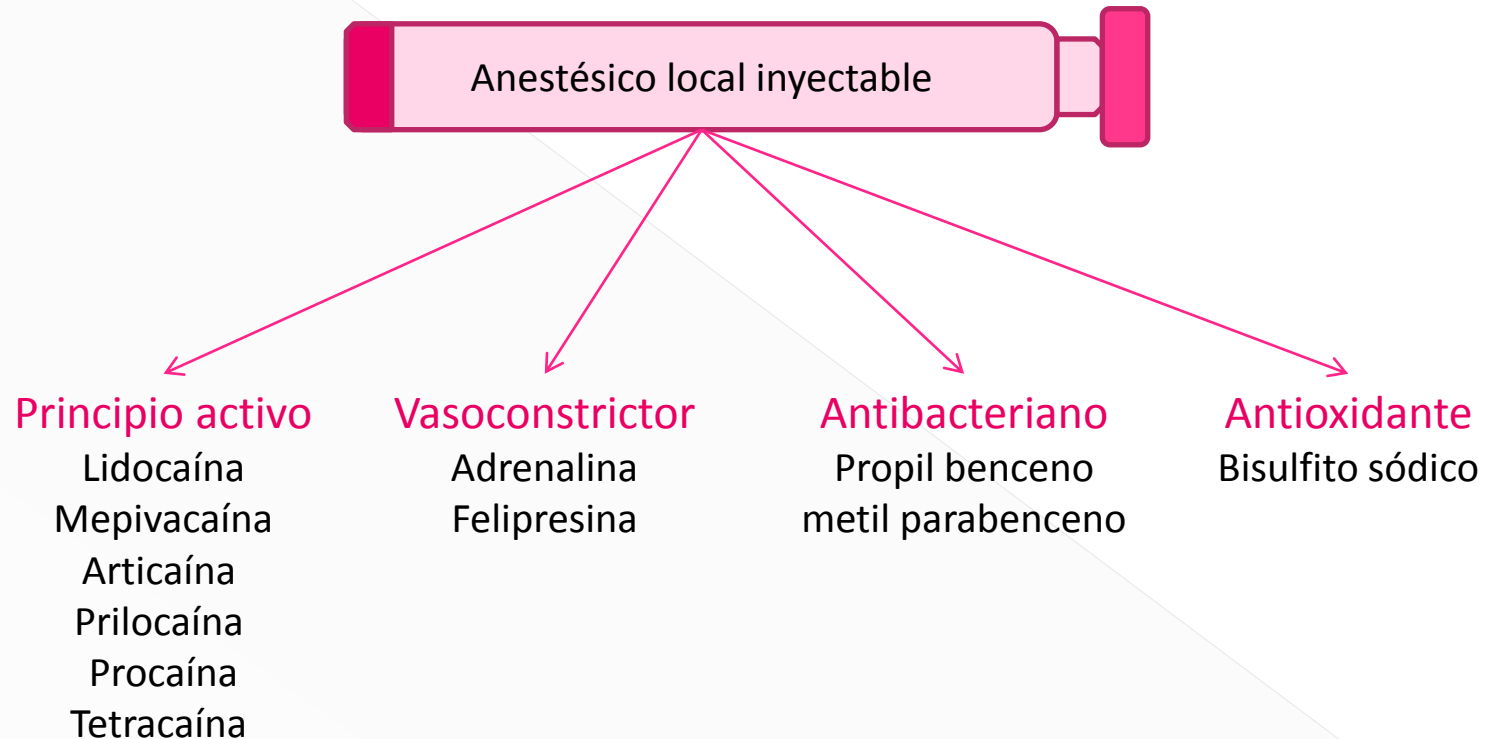 Anestésico local inyectable
Principio activo
Lidocaína
Mepivacaína
Articaína
Prilocaína
Procaína
Tetracaína
Vasoconstrictor
Adrenalina
Felipresina
Antibacteriano
Propil benceno
metil parabenceno
Antioxidante
Bisulfito sódico